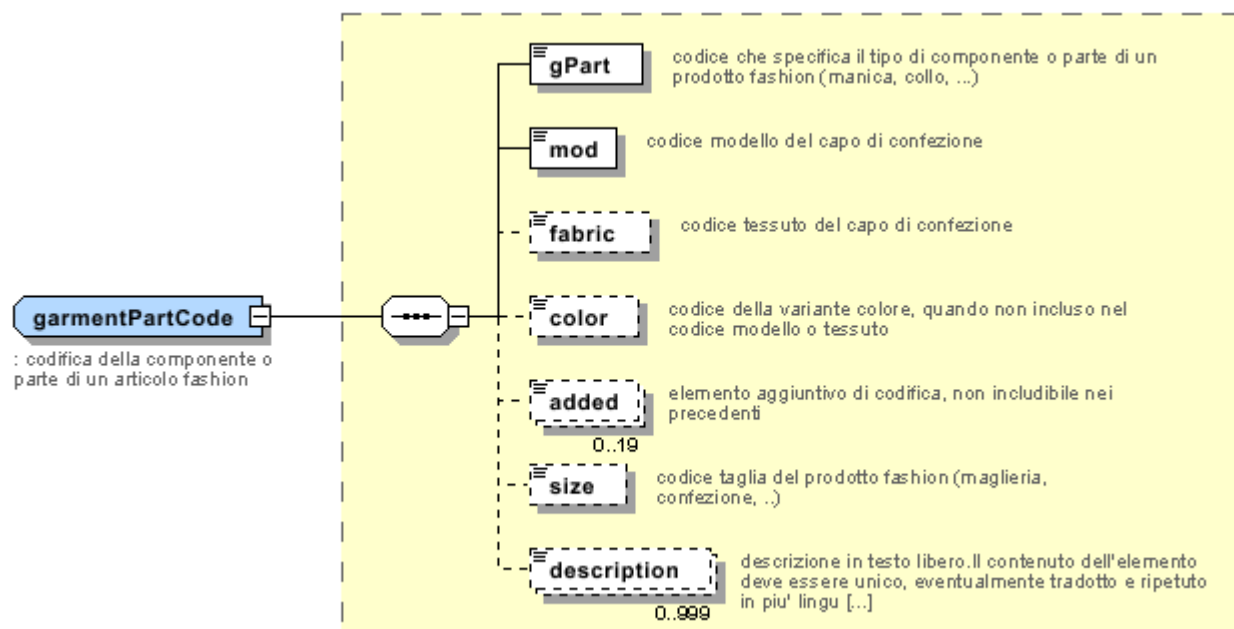 gPart
codice che specifica il tipo di componente o parte di un
prodotto fashion (manica, collo, ...)
mod
codice modello del capo di confezione
fabric
codice tessuto del capo di confezione
garmentPartCode
: codifica della componente o
parte di un articolo fashion
color
codice della variante colore, quando non incluso nel
codice modello o tessuto
added
0..19
elemento aggiuntivo di codifica, non includibile nei
precedenti
size
codice taglia del prodotto fashion (maglieria,
confezione, ..)
description
0..999
descrizione in testo libero.Il contenuto dell'elemento
deve essere unico, eventualmente tradotto e ripetuto
in piu' lingu [...]